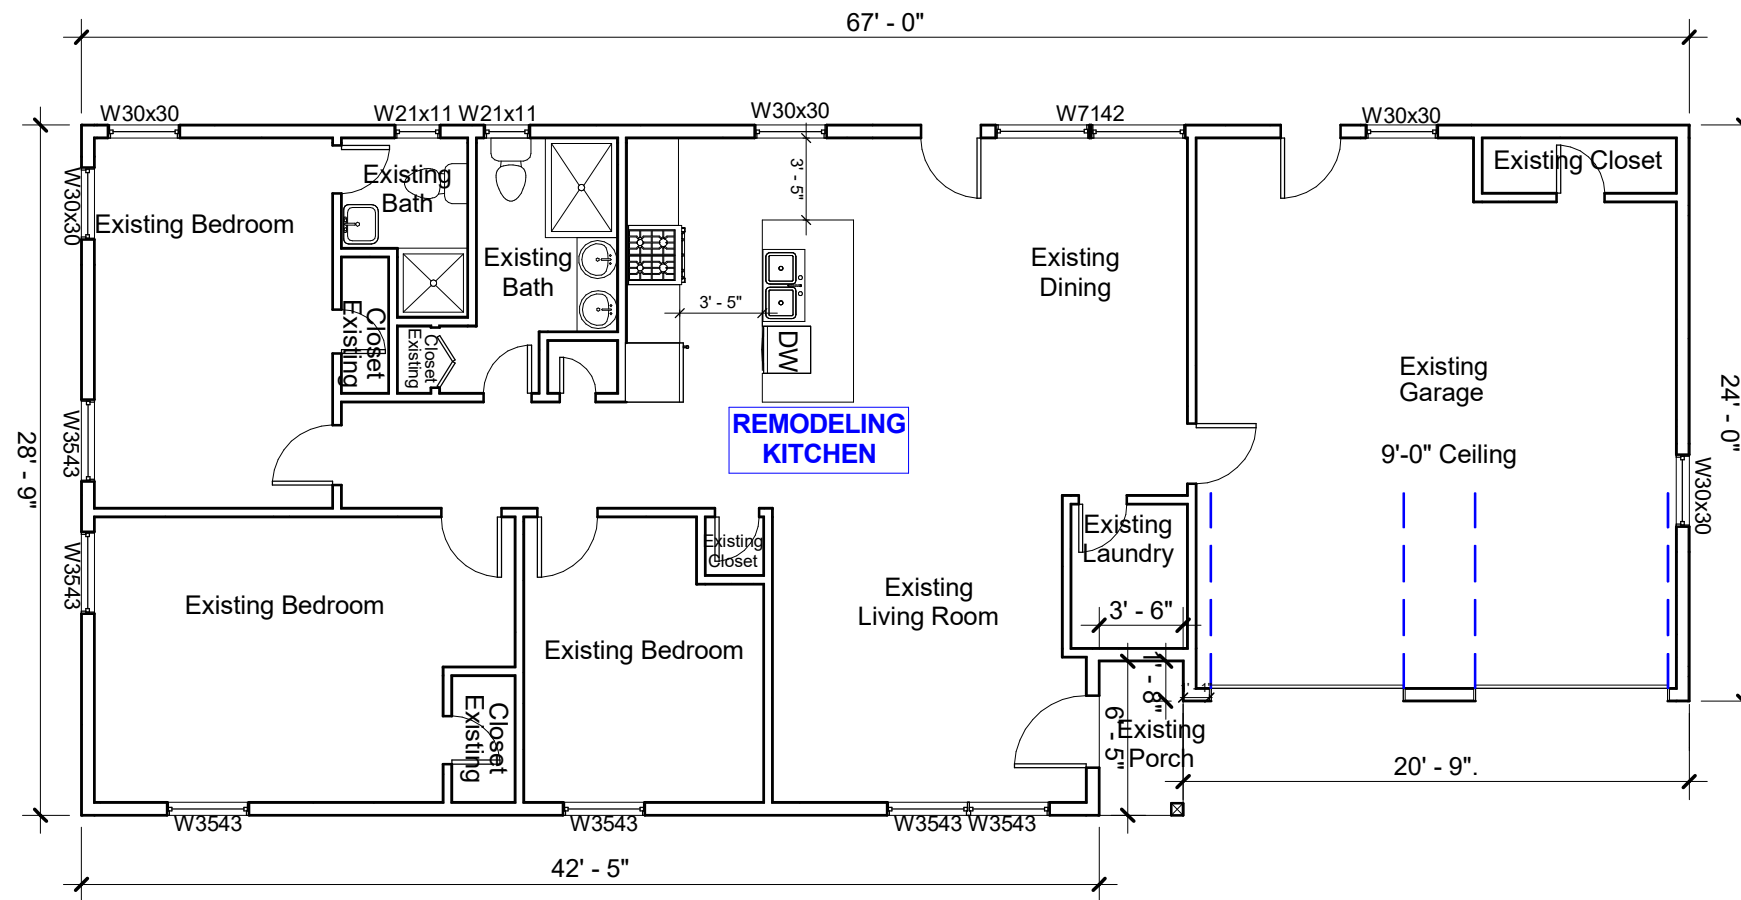 67' - 0"
W30x30
W21x11
W21x11
W30x30
W7142
W30x30
Existing Closet
Existing
Bath
3' - 5"
W30x30
Existing Bedroom
Existing
Bath
Existing
Dining
3' - 5"
Closet
Existing
Closet
Existing
DW
Existing
Garage
24' - 0"
REMODELING
KITCHEN
28' - 9"
W3543
9'-0" Ceiling
W30x30
Existing
Laundry
Existing
Closet
W3543
Existing Bedroom
Existing
Living Room
3' - 6"
Existing Bedroom
1' - 8"
6' - 5"
Closet
Existing
Existing
Porch
20' - 9".
W3543
W3543
W3543
W3543
42' - 5"